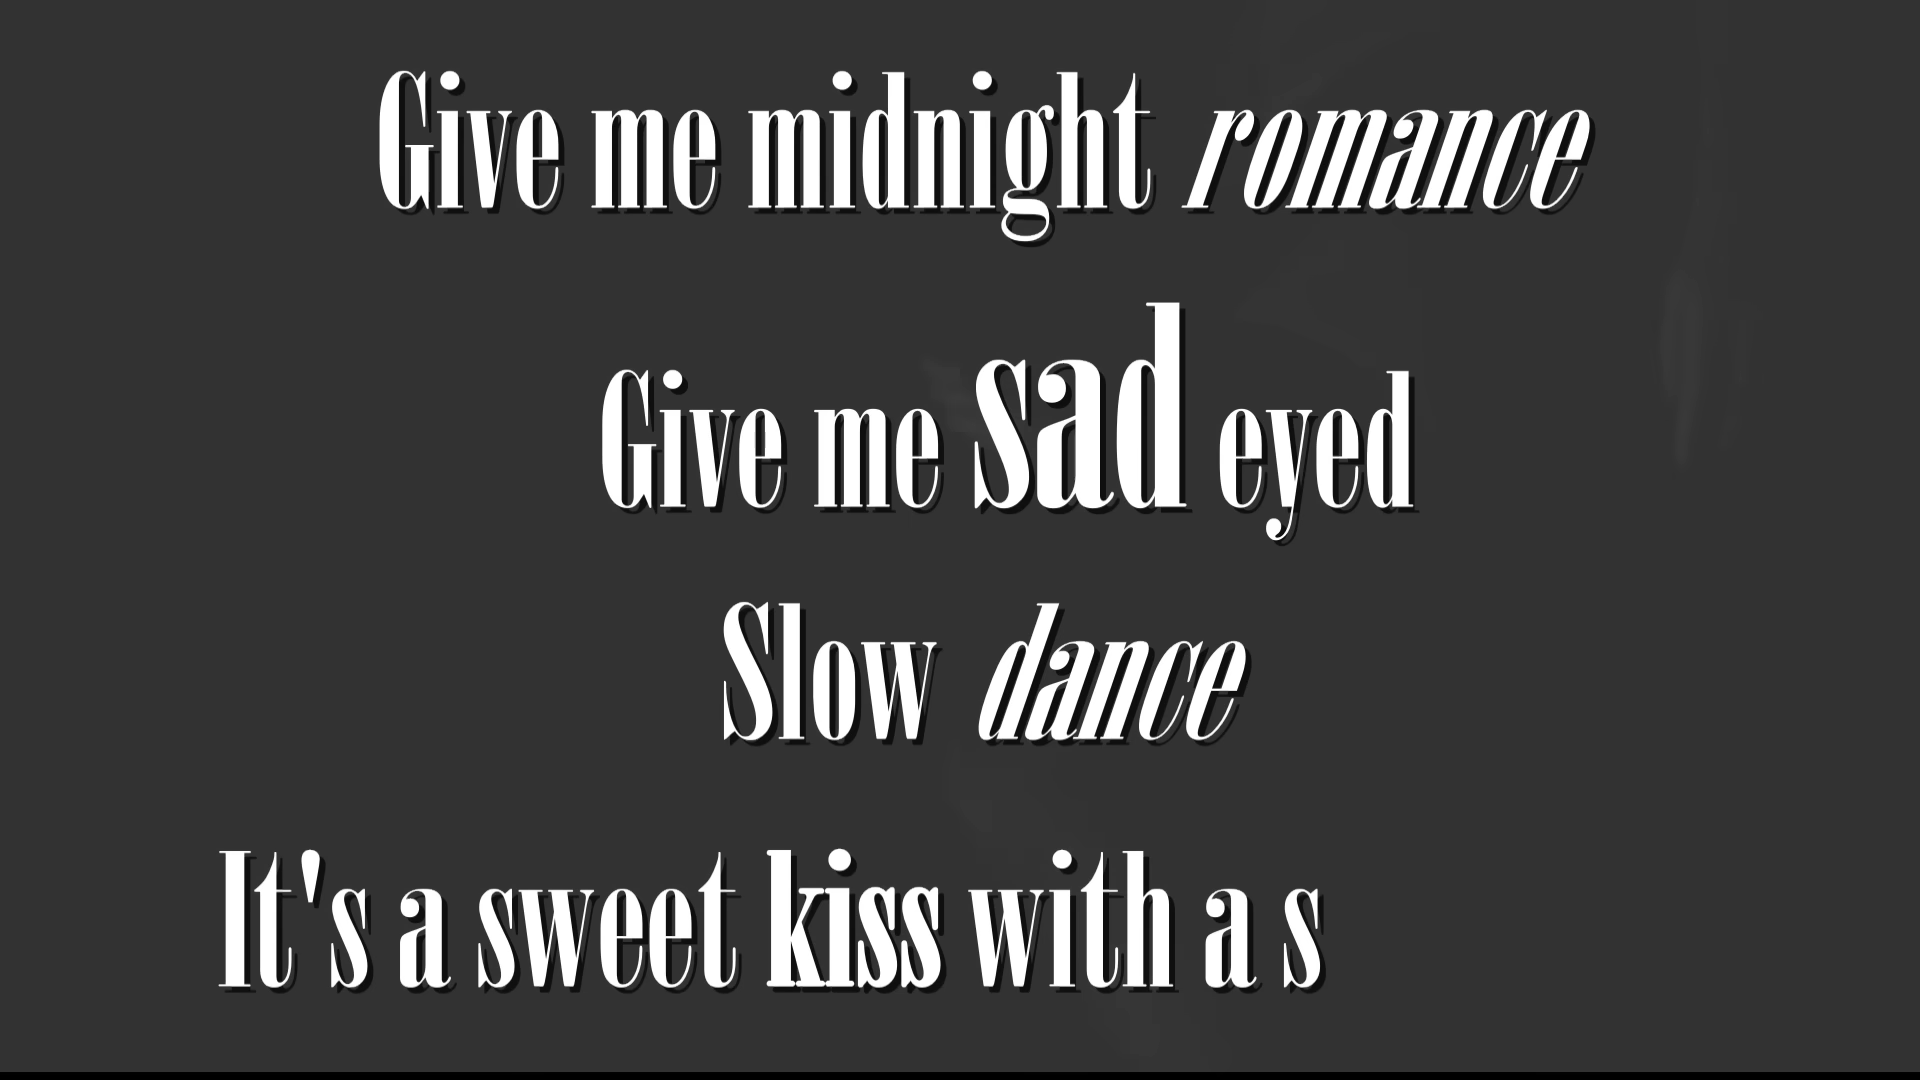 Give me midnight romance
Give me sad eyed
Slow dance
It's a sweet kiss with a s